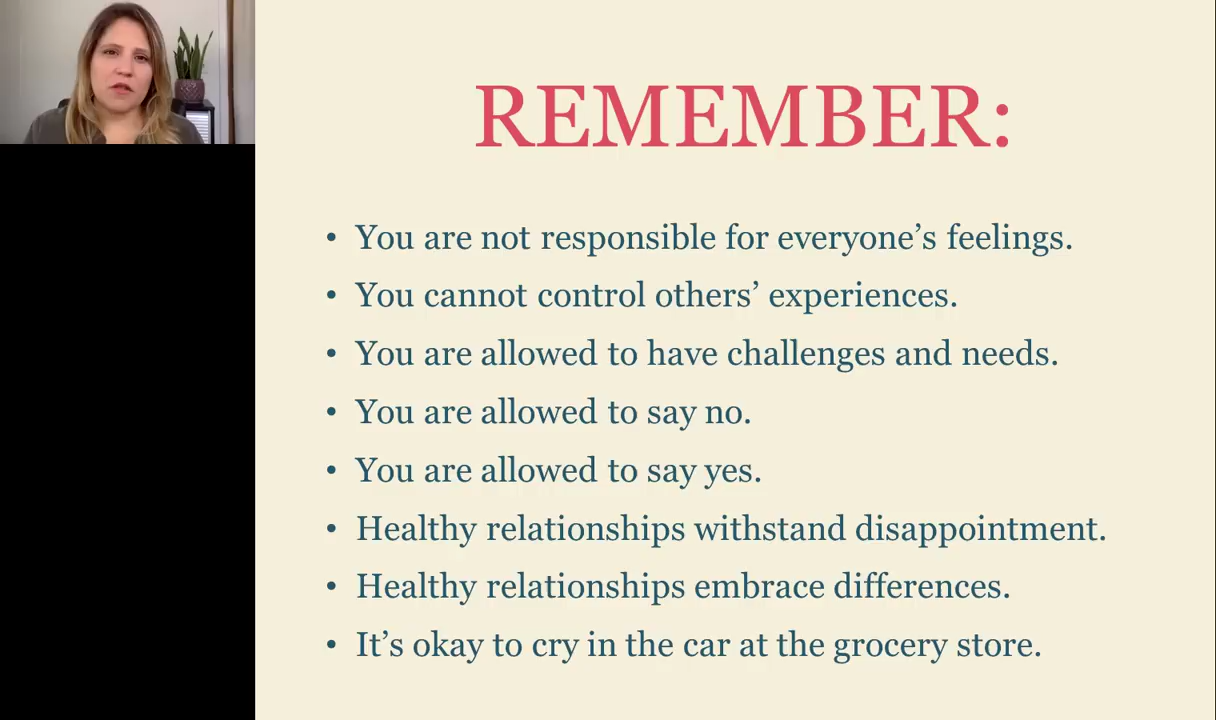 REMEMBER:
• You are not responsible for everyone’s feelings.
• You cannot control others’ experiences.
• You are allowed to have challenges and needs.
• You are allowed to say no.
• You are allowed to say yes.
• Healthy relationships withstand disappointment.
• Healthy relationships embrace differences.
• It’s okay to cry in the car at the grocery store.